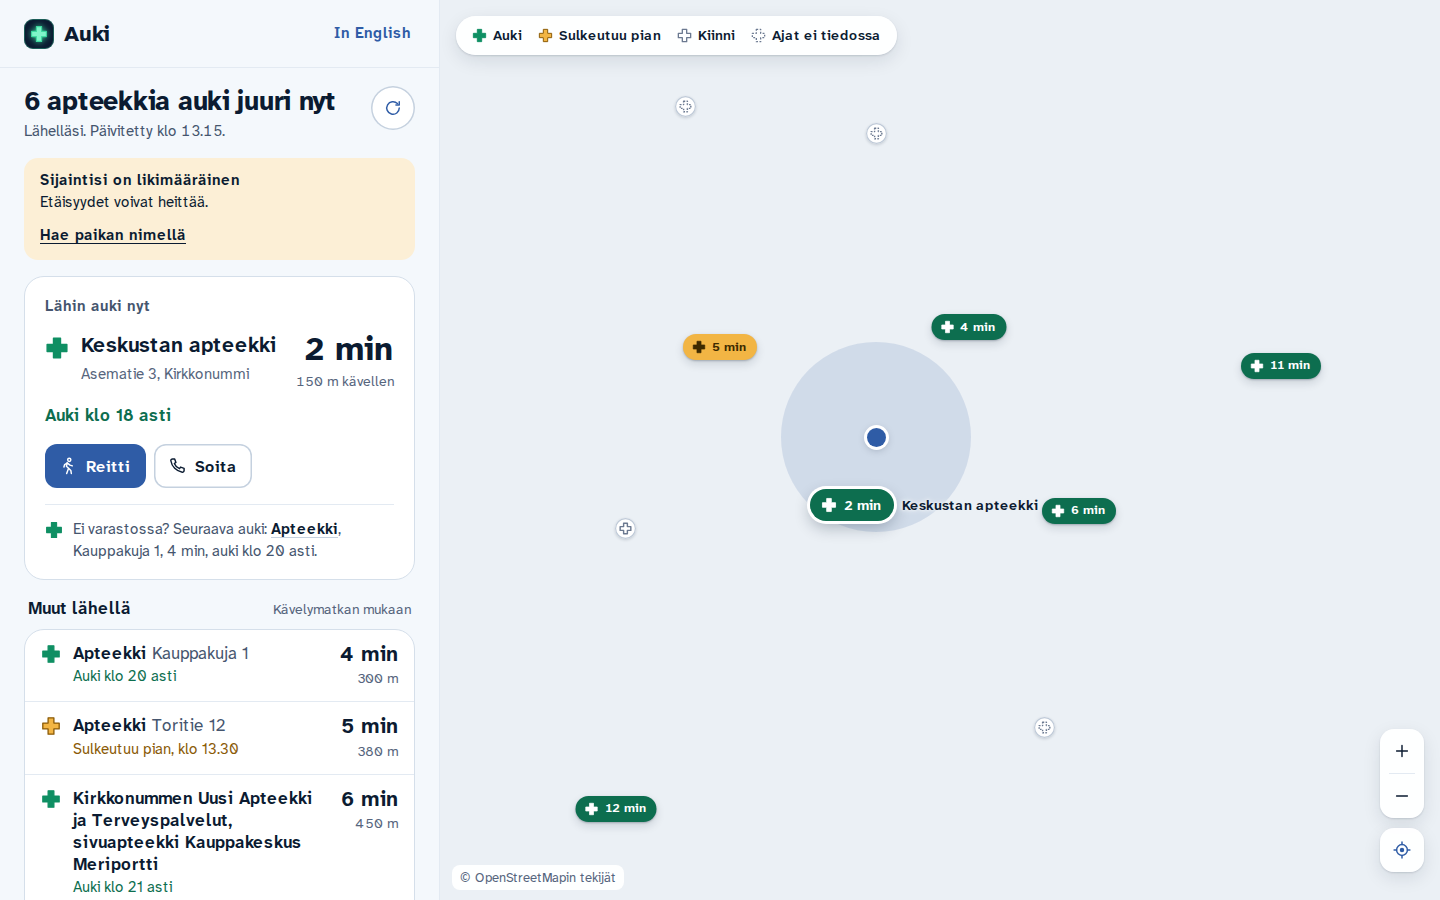 Auki
In English
6 apteekkia auki juuri nyt
Lähelläsi. Päivitetty klo 13.15.
Sijaintisi on likimääräinen
Etäisyydet voivat heittää.
Hae paikan nimellä
Lähin auki nyt
Keskustan apteekki
2 min
Asematie 3, Kirkkonummi
150 m kävellen
Auki klo 18 asti
Reitti
Soita
Ei varastossa? Seuraava auki: Apteekki,
Kauppakuja 1, 4 min, auki klo 20 asti.
Muut lähellä
Kävelymatkan mukaan
Apteekki Kauppakuja 1
4 min
Auki klo 20 asti
300 m
Apteekki Toritie 12
5 min
Sulkeutuu pian, klo 13.30
380 m
Kirkkonummen Uusi Apteekki
ja Terveyspalvelut,
sivuapteekki Kauppakeskus
Meriportti
6 min
450 m
Auki klo 21 asti
Auki
Sulkeutuu pian
Kiinni
Ajat ei tiedossa
4 min
5 min
11 min
2 min
Keskustan apteekki
6 min
12 min
© OpenStreetMapin tekijät